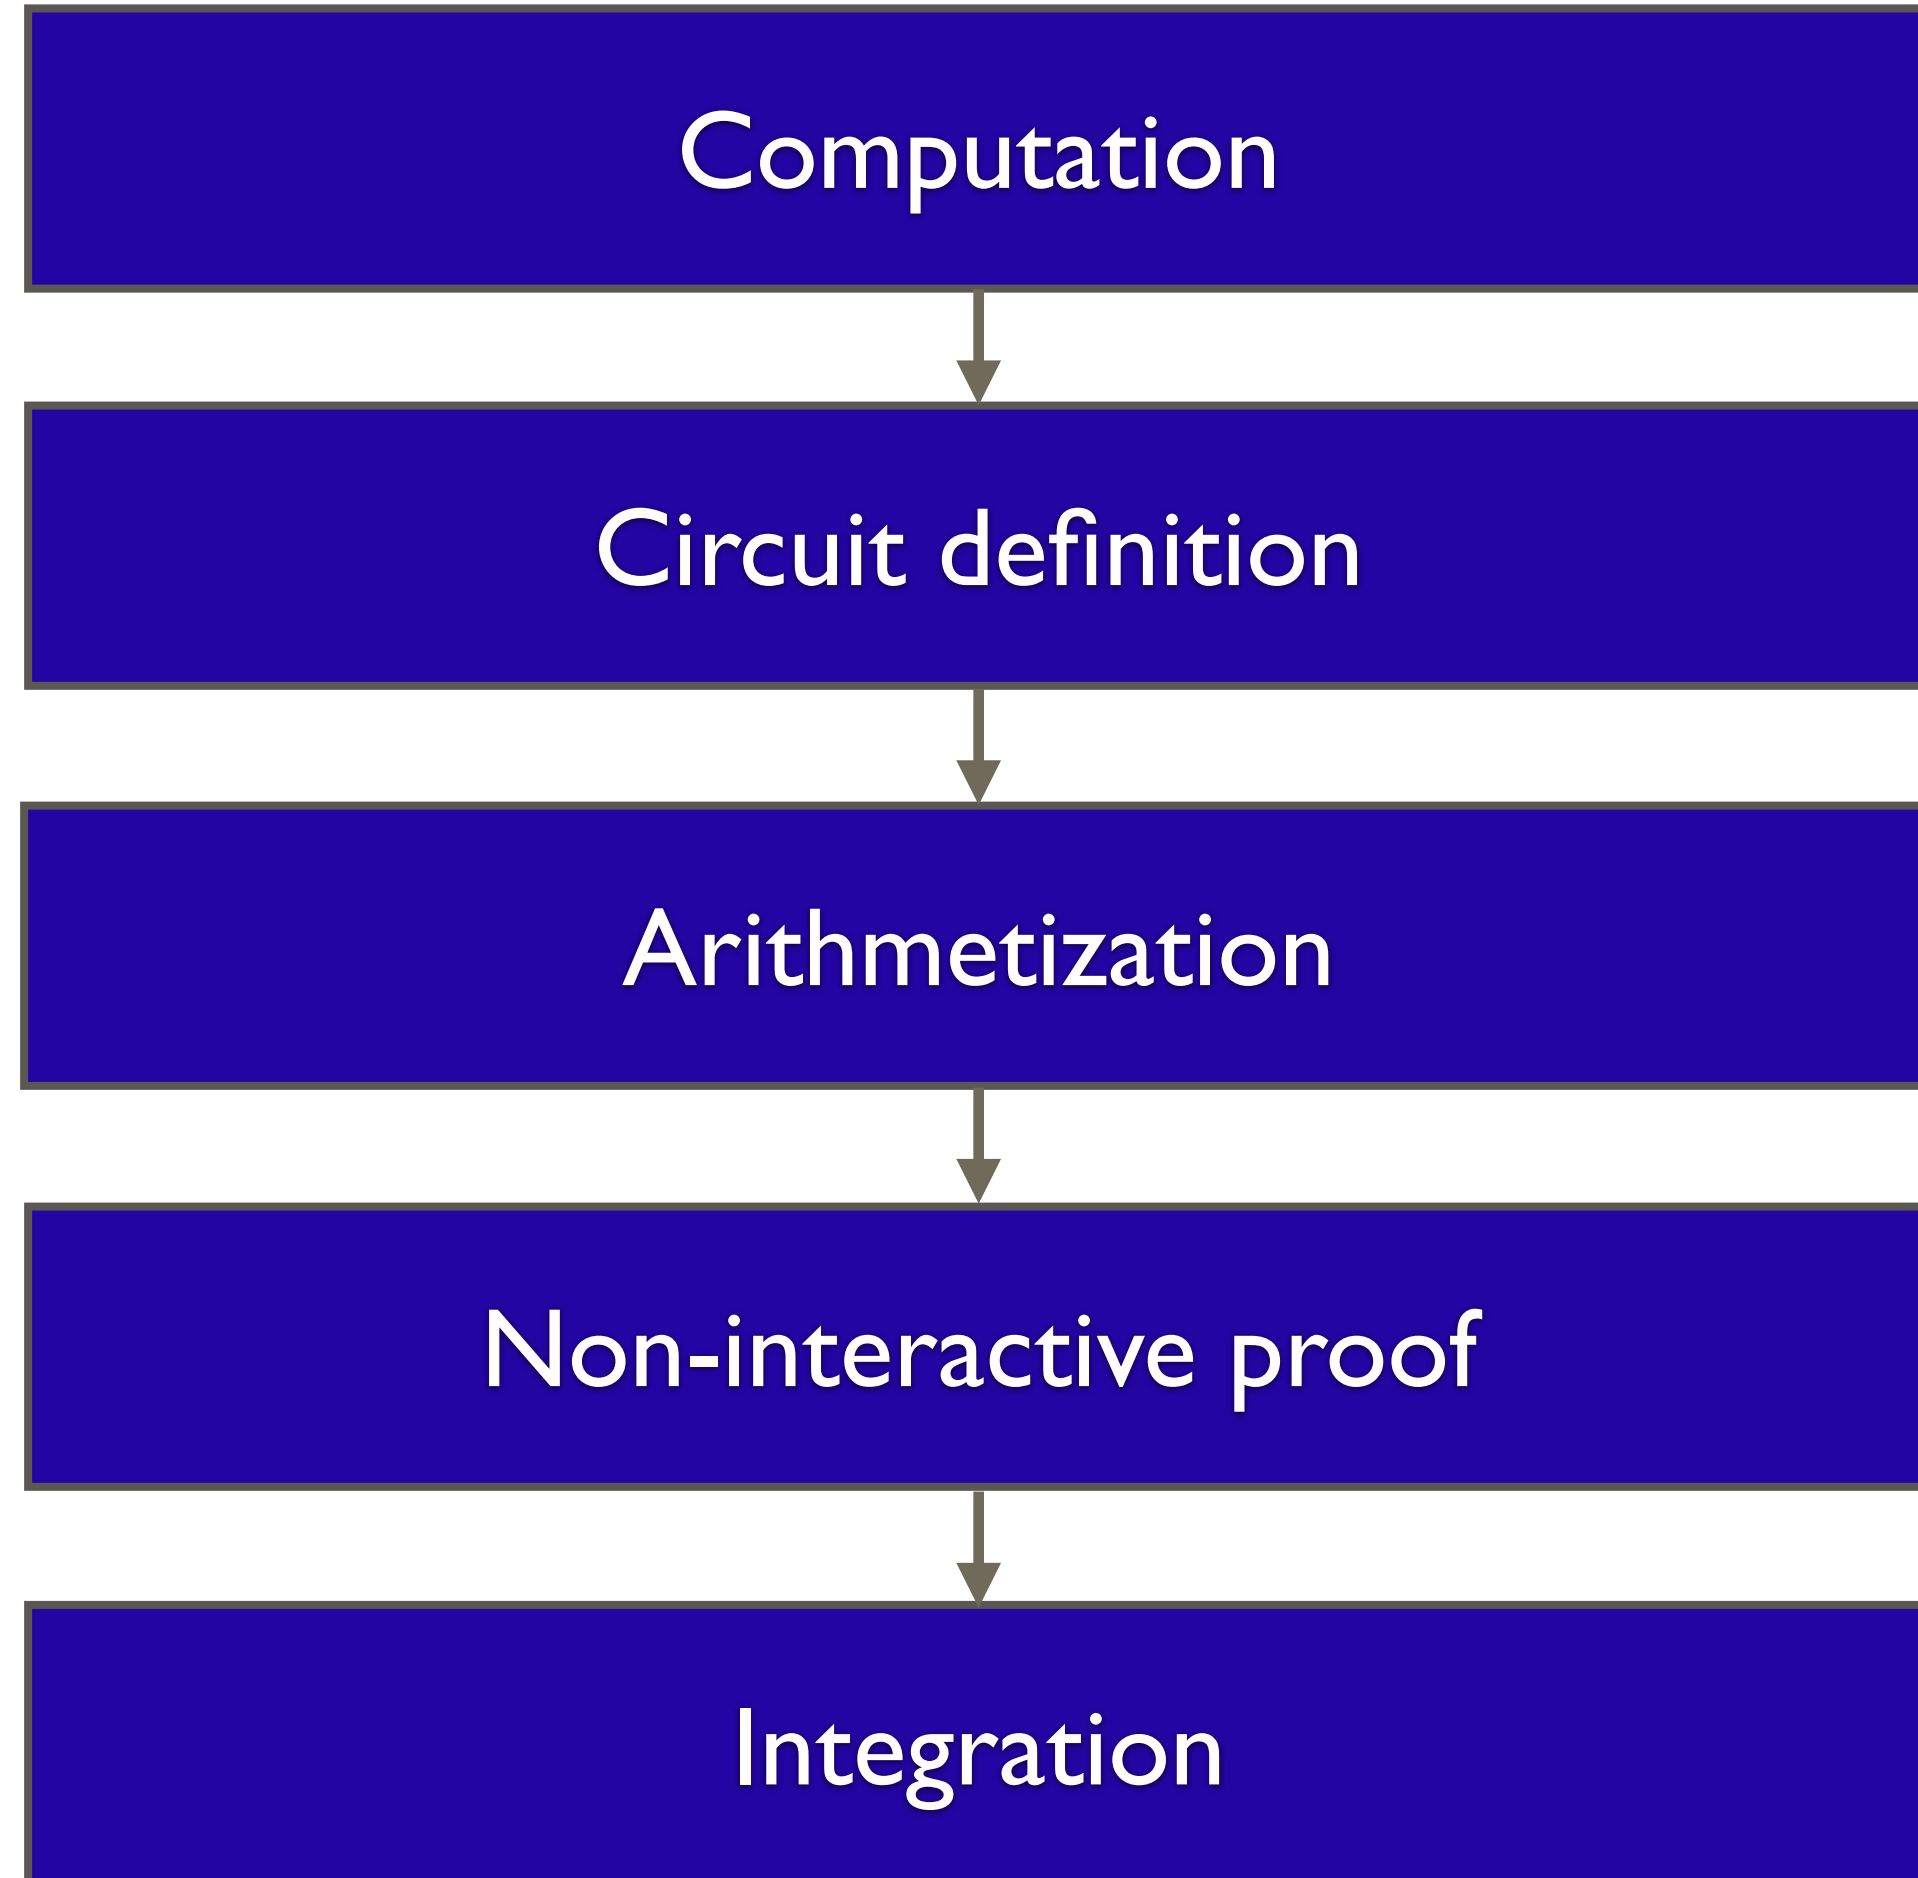 Computation
Circuit definition
Arithmetization
Non-interactive proof
Integration